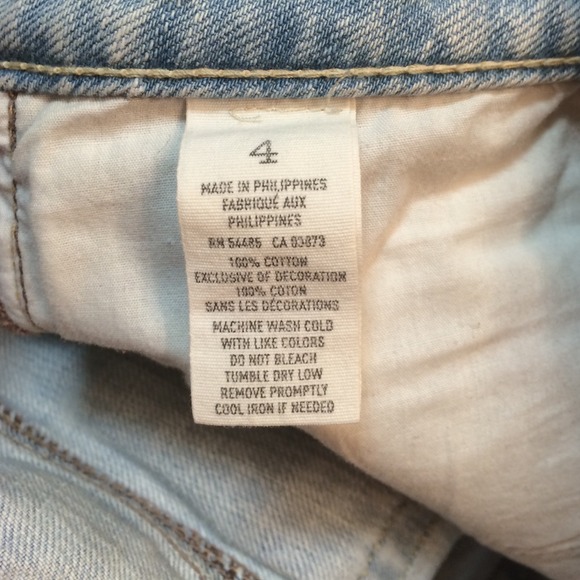 4
MADE IN PHILIPPINES
FABRIQUÉ AUX
PHILIPPINES
RN 54485 CA 03873
100% COTTON
EXCLUSIVE OF DECORATION
100% COTON
SANS LES DÉCORATIONS
MACHINE WASH COLD
WITH LIKE COLORS
DO NOT BLEACH
TUMBLE DRY LOW
REMOVE PROMPTLY
COOL IRON IF NEEDED